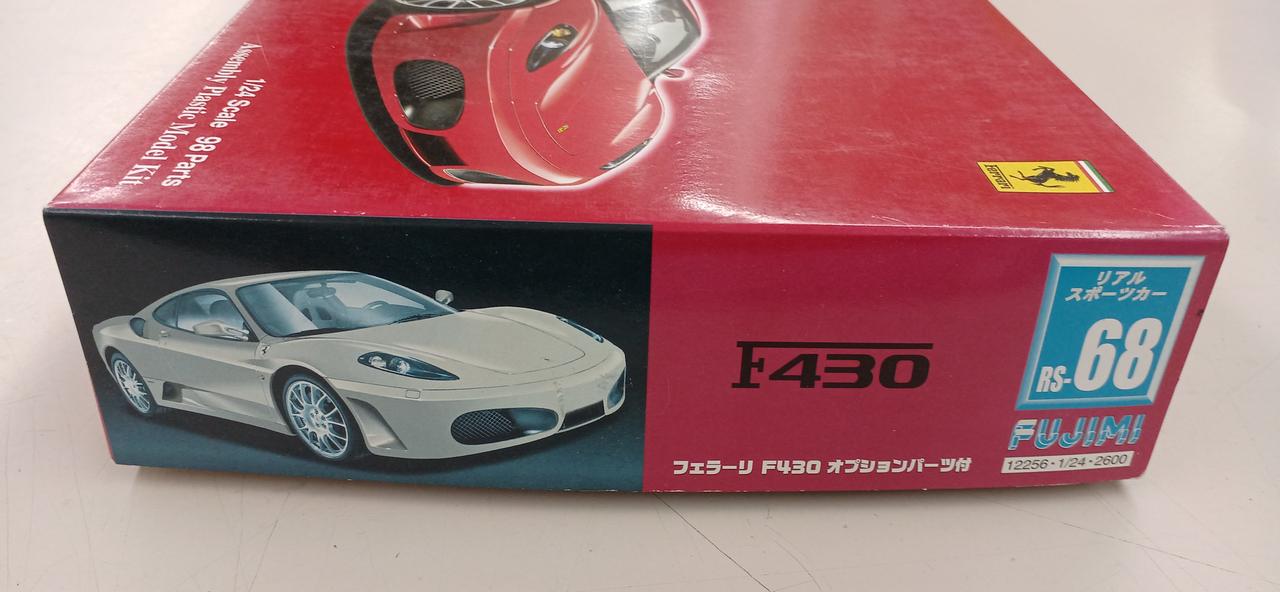 1/24 Scale 98 Parts
Assembly Plastic Model Kit
Ferrari
F430
フェラーリ F430 オプションパーツ付
リアル
スポーツカー
RS-68
FUJIMI
12256・1/24・2600